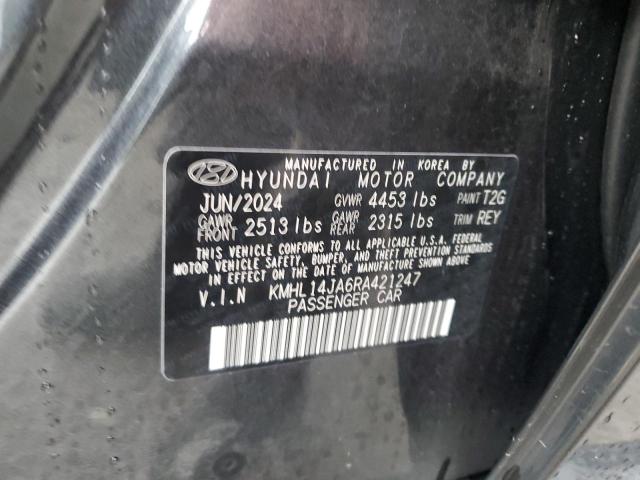 MANUFACTURED IN KOREA BY
HYUNDAI MOTOR COMPANY
JUN/2024 GVWR 4453 lbs PAINT T2G
GAWR FRONT 2513 lbs GAWR REAR 2315 lbs TRIM REY
THIS VEHICLE CONFORMS TO ALL APPLICABLE U.S.A. FEDERAL
MOTOR VEHICLE SAFETY, BUMPER, AND THEFT PREVENTION STANDARDS
IN EFFECT ON THE DATE OF MANUFACTURE SHOWN ABOVE.
V.I.N KMHL14JA6RA421247
PASSENGER CAR